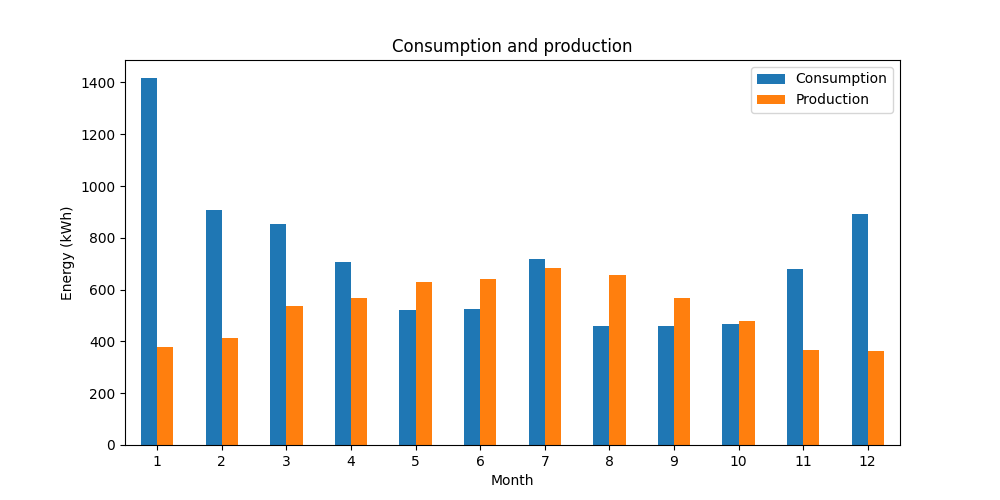 Consumption and production
Consumption
Production
1400
1200
1000
800
600
400
200
0
Energy (kWh)
1 2 3 4 5 6 7 8 9 10 11 12
Month